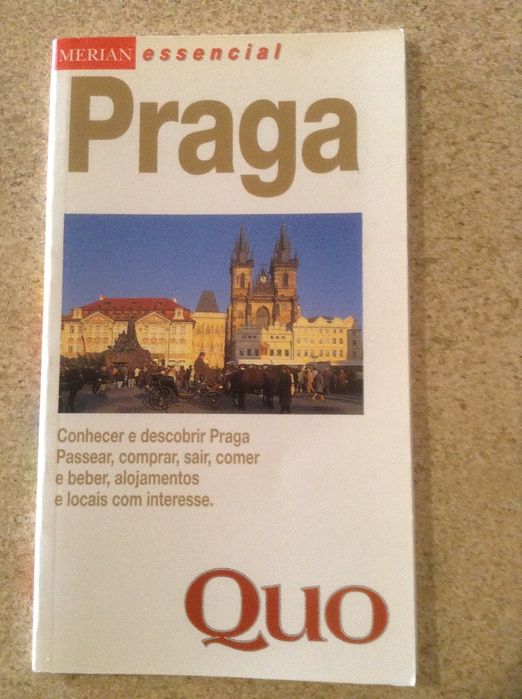 MERIAN essencial
Praga
Conhecer e descobrir Praga
Passear, comprar, sair, comer
e beber, alojamentos
e locais com interesse.
Quo